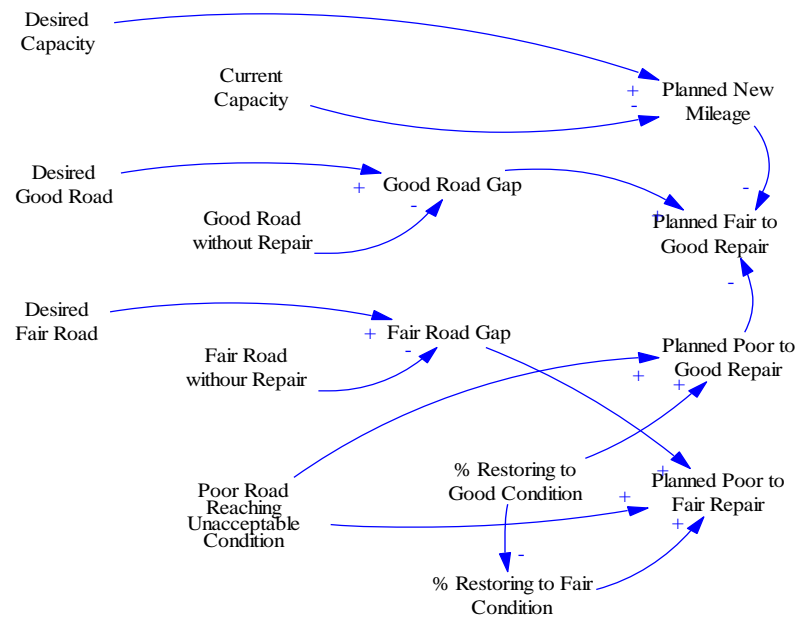 Desired
Capacity
Current
Capacity
Planned New
Mileage
+
-
Desired
Good Road
Good Road Gap
+
-
Good Road
without Repair
-
+
Planned Fair to
Good Repair
-
Desired
Fair Road
Fair Road Gap
+
-
Fair Road
withour Repair
Planned Poor to
Good Repair
+
+
Poor Road
Reaching
Unacceptable
Condition
% Restoring to
Good Condition
+
Planned Poor to
Fair Repair
+
+
-
% Restoring to Fair
Condition